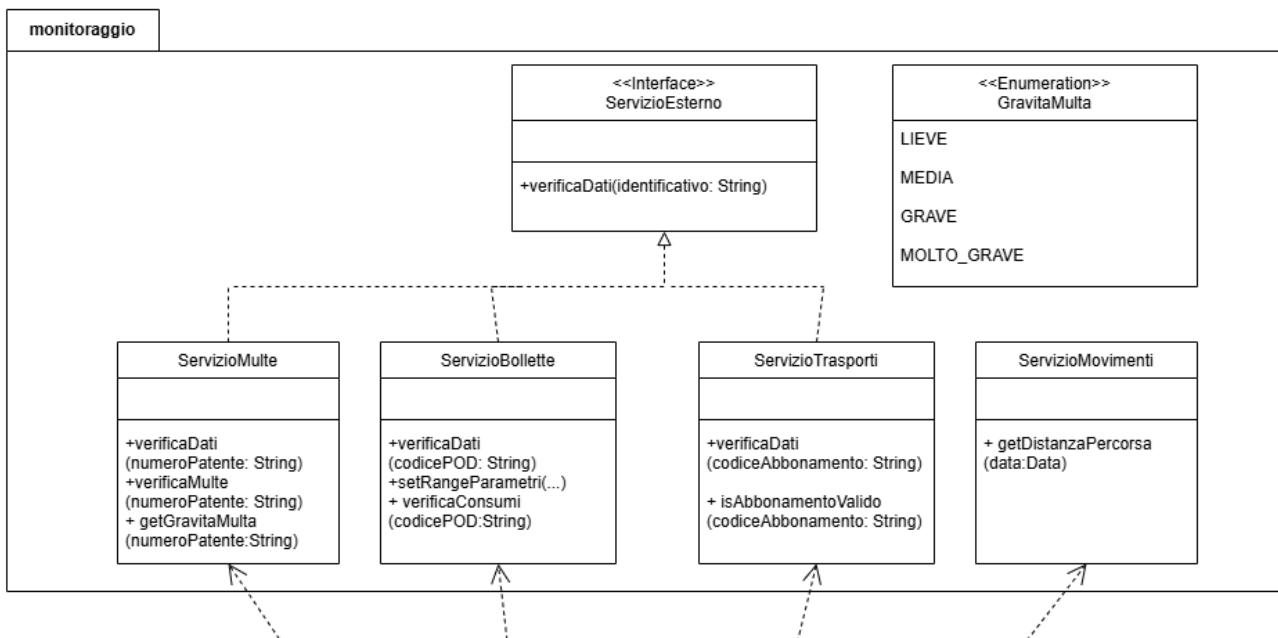 monitoraggio
<<Interface>>
ServizioEsterno
+verificaDati(identificativo: String)
<<Enumeration>>
GravitaMulta
LIEVE
MEDIA
GRAVE
MOLTO_GRAVE
ServizioMulte
+verificaDati
(numeroPatente: String)
+verificaMulte
(numeroPatente: String)
+ getGravitaMulta
(numeroPatente:String)
ServizioBollette
+verificaDati
(codicePOD: String)
+setRangeParametri(...)
+ verificaConsumi
(codicePOD:String)
ServizioTrasporti
+verificaDati
(codiceAbbonamento: String)
+ isAbbonamentoValido
(codiceAbbonamento: String)
ServizioMovimenti
+ getDistanzaPercorsa
(data:Data)